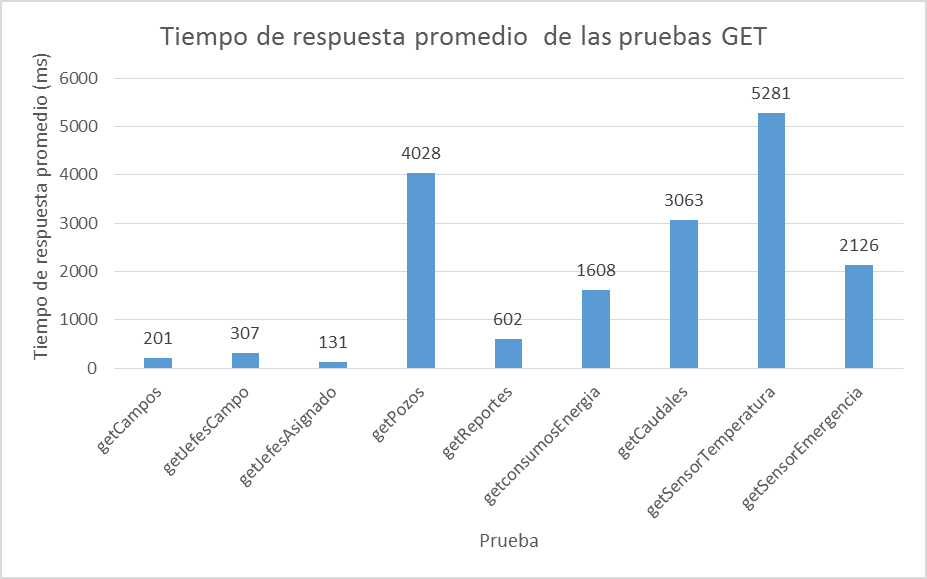 Tiempo de respuesta promedio  de las pruebas GET
Tiempo de respuesta promedio (ms)
6000
5000
4000
3000
2000
1000
0
201
307
131
4028
602
1608
3063
5281
2126
getCampos
getJefesCampo
getJefesAsignado
getPozos
getReportes
getconsumosEnergia
getCaudales
getSensorTemperatura
getSensorEmergencia
Prueba